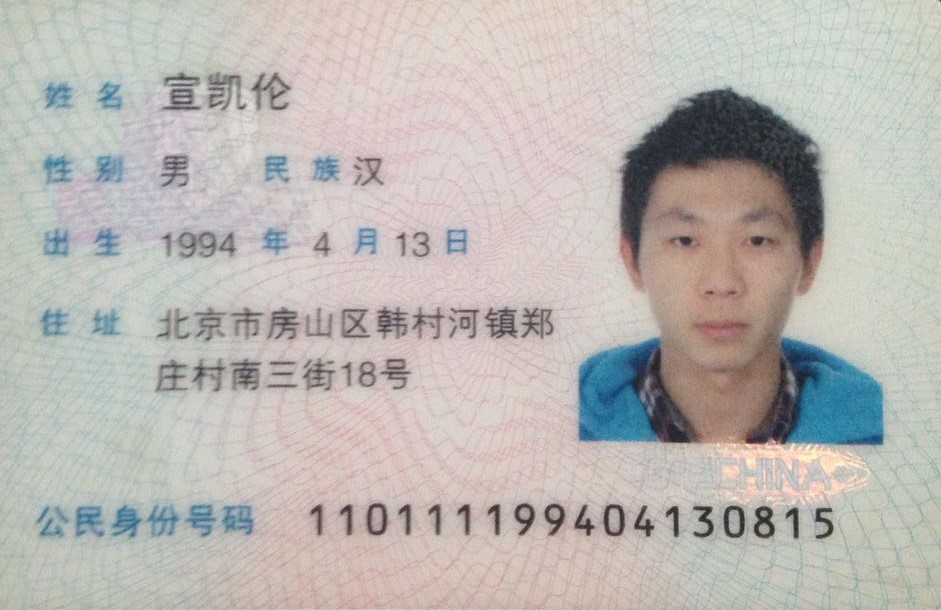 姓名 宣凯伦
性别 男 民族 汉
出生 1994 年 4 月 13 日
住址 北京市房山区韩村河镇郑
庄村南三街18号
CHINA
公民身份号码 110111199404130815